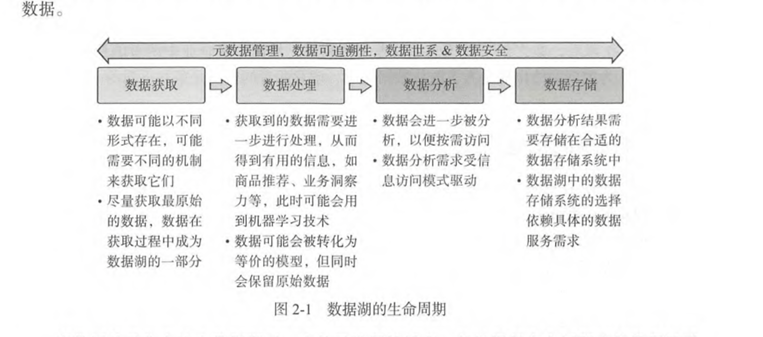 数据。
元数据管理，数据可追溯性，数据世系 & 数据安全
数据获取
数据处理
数据分析
数据存储
• 数据可能以不同
形式存在，可能
需要不同的机制
来获取它们
• 尽量获取最原始
的数据，数据在
获取过程中成为
数据湖的一部分
• 获取到的数据需要进
一步进行处理，从而
得到有用的信息，如
商品推荐、业务洞察
力等，此时可能会用
到机器学习技术
• 数据可能会被转化为
等价的模型，但同时
会保留原始数据
• 数据会进一步被分
析，以便按需访问
• 数据分析需求受信
息访问模式驱动
• 数据分析结果需
要存储在合适的
数据存储系统中
• 数据湖中的数据
存储系统的选择
依赖具体的数据
服务需求
图 2-1 数据湖的生命周期